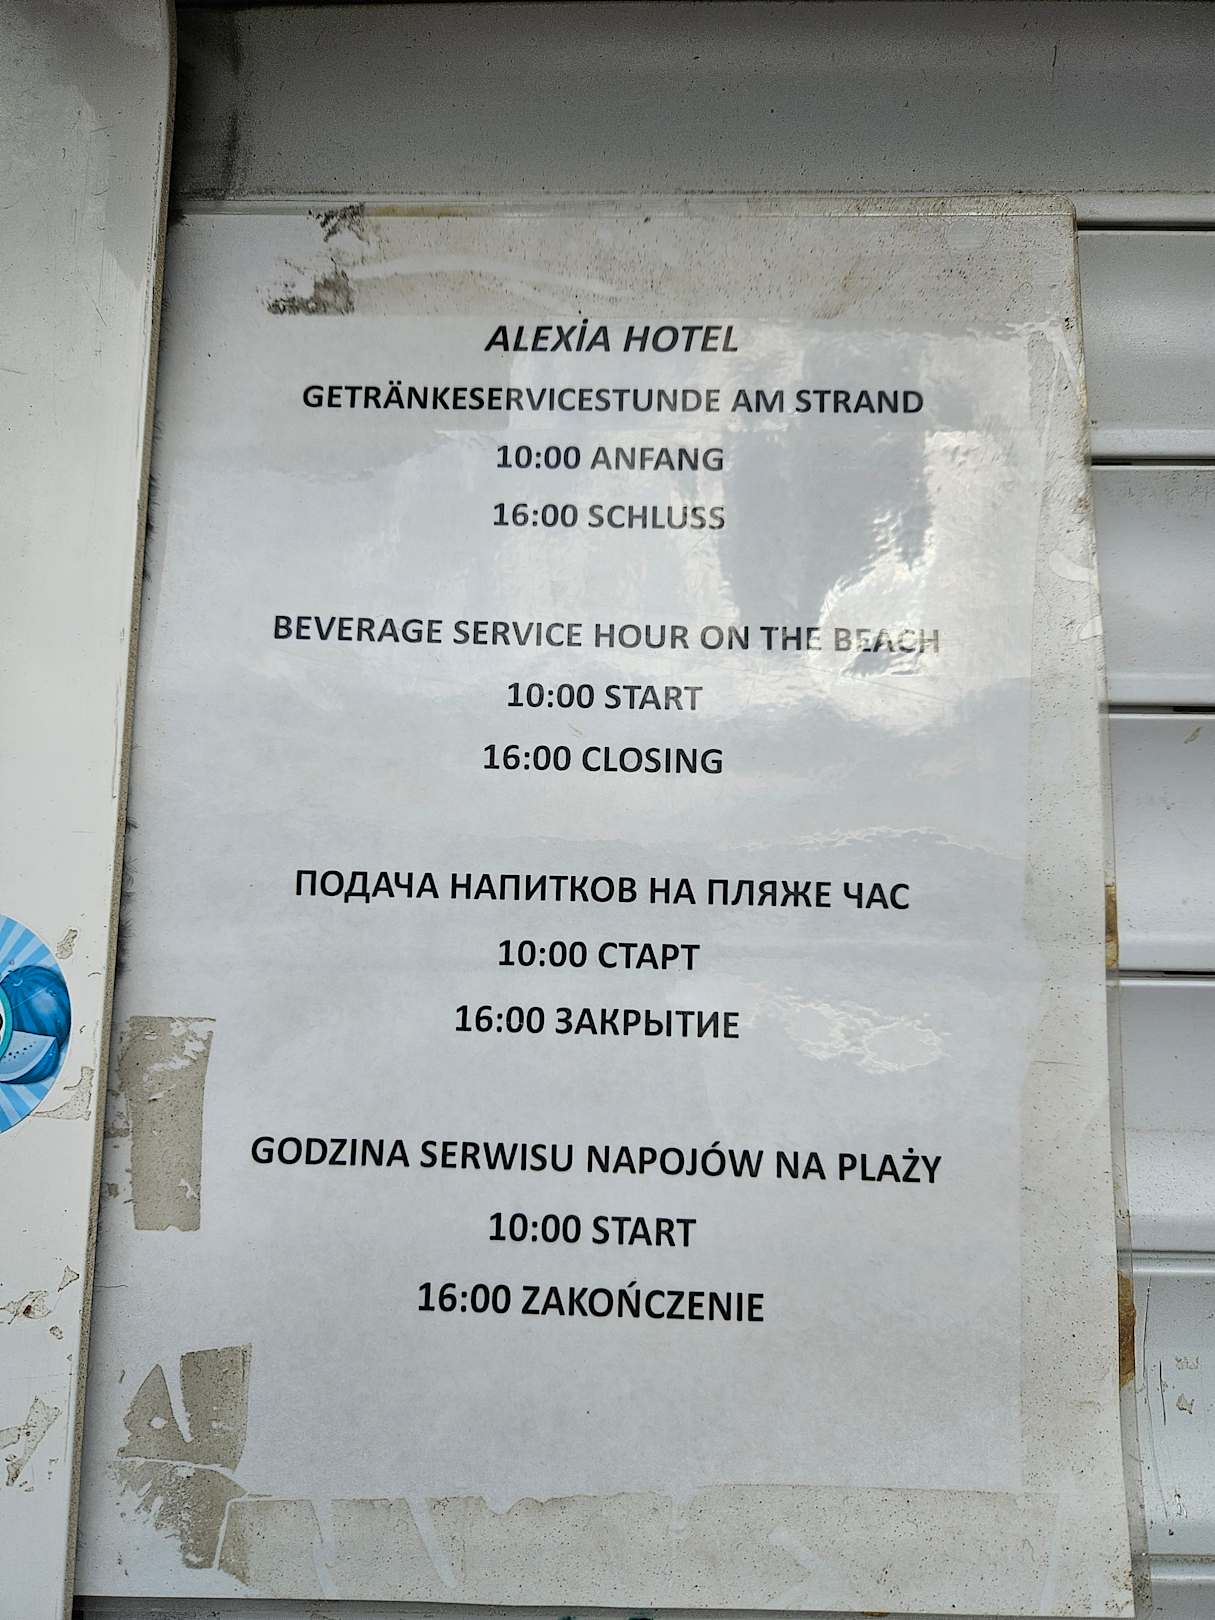 ALEXİA HOTEL
GETRÄNKESERVICESTUNDE AM STRAND
10:00 ANFANG
16:00 SCHLUSS
BEVERAGE SERVICE HOUR ON THE BEACH
10:00 START
16:00 CLOSING
ПОДАЧА НАПИТКОВ НА ПЛЯЖЕ ЧАС
10:00 СТАРТ
16:00 ЗАКРЫТИЕ
GODZINA SERWISU NAPOJÓW NA PLAŻY
10:00 START
16:00 ZAKOŃCZENIE